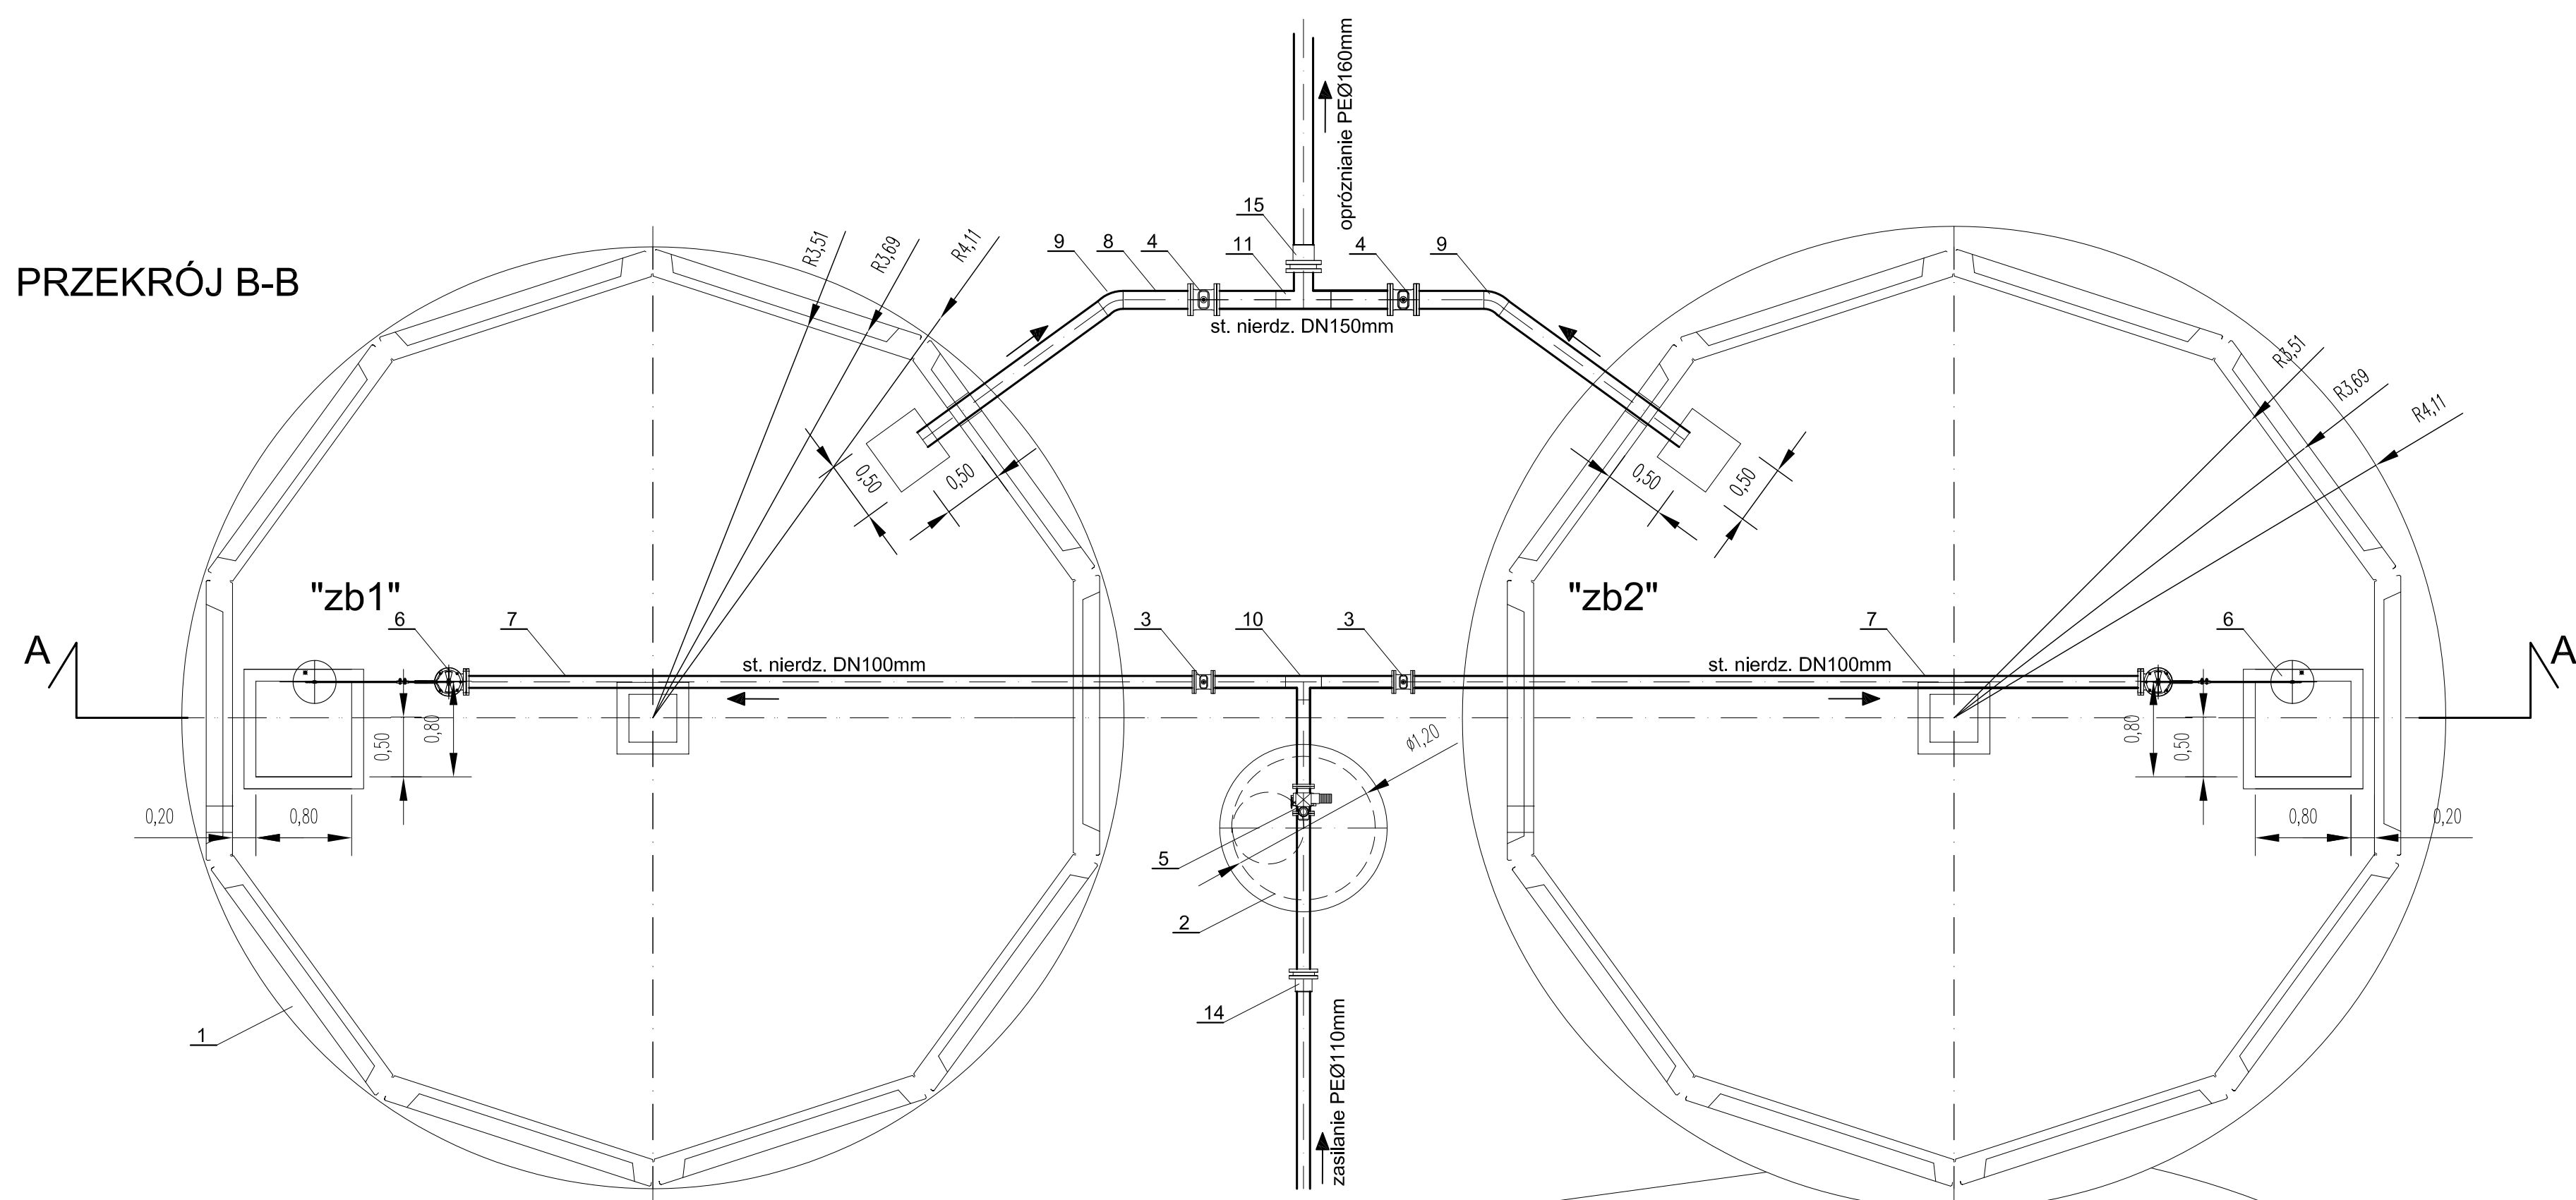 PRZEKRÓJ B-B
opróznianie PEØ160mm
15
9
8
4
11
4
9
R3,51
R3,69
R4,11
st. nierdz. DN150mm
R3,51
R3,69
R4,11
0,50
0,50
0,50
0,50
"zb1"
"zb2"
A
6
7
3
10
3
7
6
A
st. nierdz. DN100mm
st. nierdz. DN100mm
0,50
0,80
0,80
0,50
ø1,20
0,20
0,80
0,80
0,20
5
2
1
14
zasilanie PEØ110mm